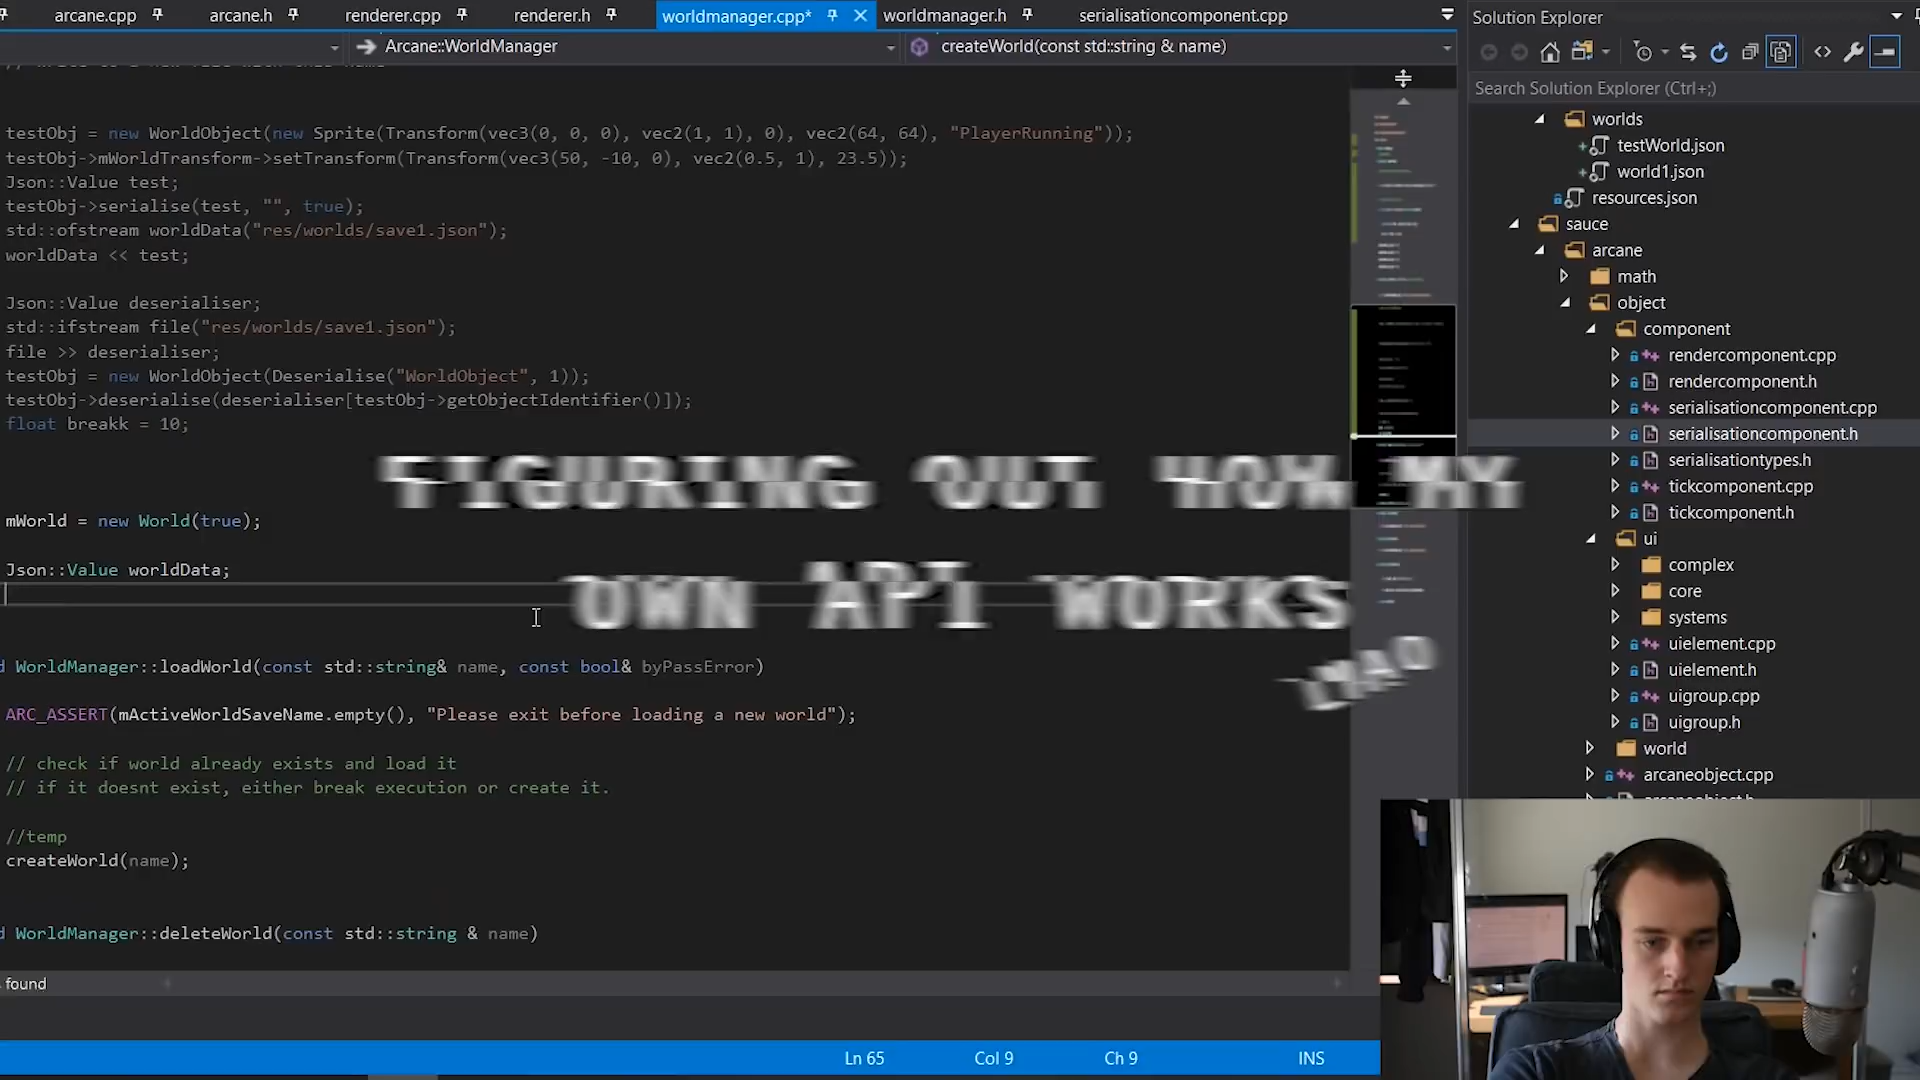 arcane.cpp arcane.h renderer.cpp renderer.h worldmanager.cpp* worldmanager.h serialisationcomponent.cpp
Arcane::WorldManager createWorld(const std::string & name)
testObj = new WorldObject(new Sprite(Transform(vec3(0, 0, 0), vec2(1, 1), 0), vec2(64, 64), "PlayerRunning"));
testObj->mWorldTransform->setTransform(Transform(vec3(50, -10, 0), vec2(0.5, 1), 23.5));
Json::Value test;
testObj->serialise(test, "", true);
std::ofstream worldData("res/worlds/save1.json");
worldData << test;
Json::Value deserialiser;
std::ifstream file("res/worlds/save1.json");
file >> deserialiser;
testObj = new WorldObject(Deserialise("WorldObject", 1));
testObj->deserialise(deserialiser[testObj->getObjectIdentifier()]);
float breakk = 10;
FIGURING OUT HOW MY
mWorld = new World(true);
Json::Value worldData;
OWN API WORKS
LMAO
WorldManager::loadWorld(const std::string& name, const bool& byPassError)
ARC_ASSERT(mActiveWorldSaveName.empty(), "Please exit before loading a new world");
// check if world already exists and load it
// if it doesnt exist, either break execution or create it.
//temp
createWorld(name);
WorldManager::deleteWorld(const std::string & name)
found
Ln 65 Col 9 Ch 9 INS
Solution Explorer
Search Solution Explorer (Ctrl+;)
worlds
testWorld.json
world1.json
resources.json
sauce
arcane
math
object
component
rendercomponent.cpp
rendercomponent.h
serialisationcomponent.cpp
serialisationcomponent.h
serialisationtypes.h
tickcomponent.cpp
tickcomponent.h
ui
complex
core
systems
uielement.cpp
uielement.h
uigroup.cpp
uigroup.h
world
arcaneobject.cpp